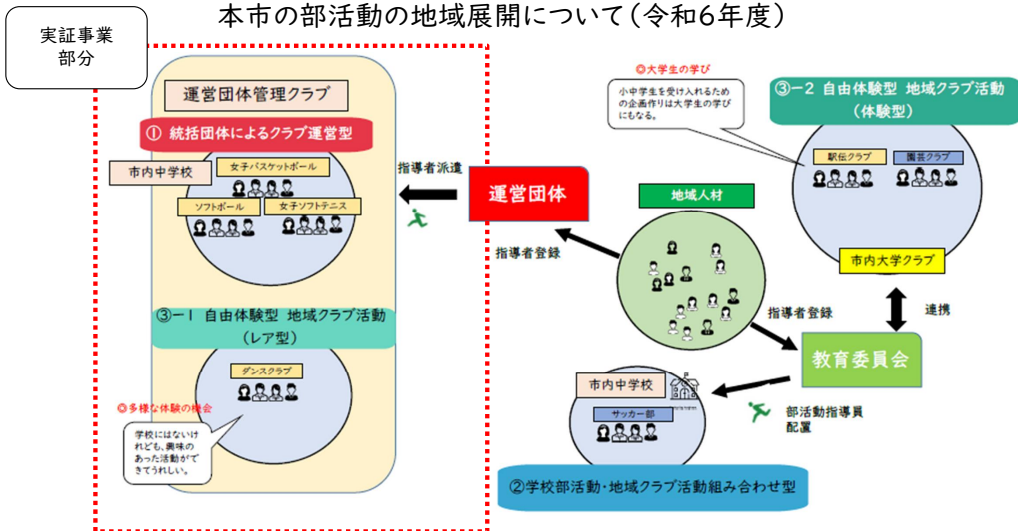 本市の部活動の地域展開について(令和6年度)
実証事業
部分
運営団体管理クラブ
① 統括団体によるクラブ運営型
市内中学校
女子バスケットボール
ソフトボール
女子ソフトテニス
指導者派遣
運営団体
指導者登録
③-1 自由体験型 地域クラブ活動
(レア型)
ダンスクラブ
◎多様な体験の機会
学校にはないけ
れども、興味の
あった活動がで
きてうれしい。
地域人材
指導者登録
◎大学生の学び
小中学生を受け入れるため
の企画作りは大学生の学び
にもなる。
③-2 自由体験型 地域クラブ活動
(体験型)
駅伝クラブ
園芸クラブ
市内大学クラブ
連携
教育委員会
部活動指導員
配置
市内中学校
サッカー部
②学校部活動・地域クラブ活動組み合わせ型